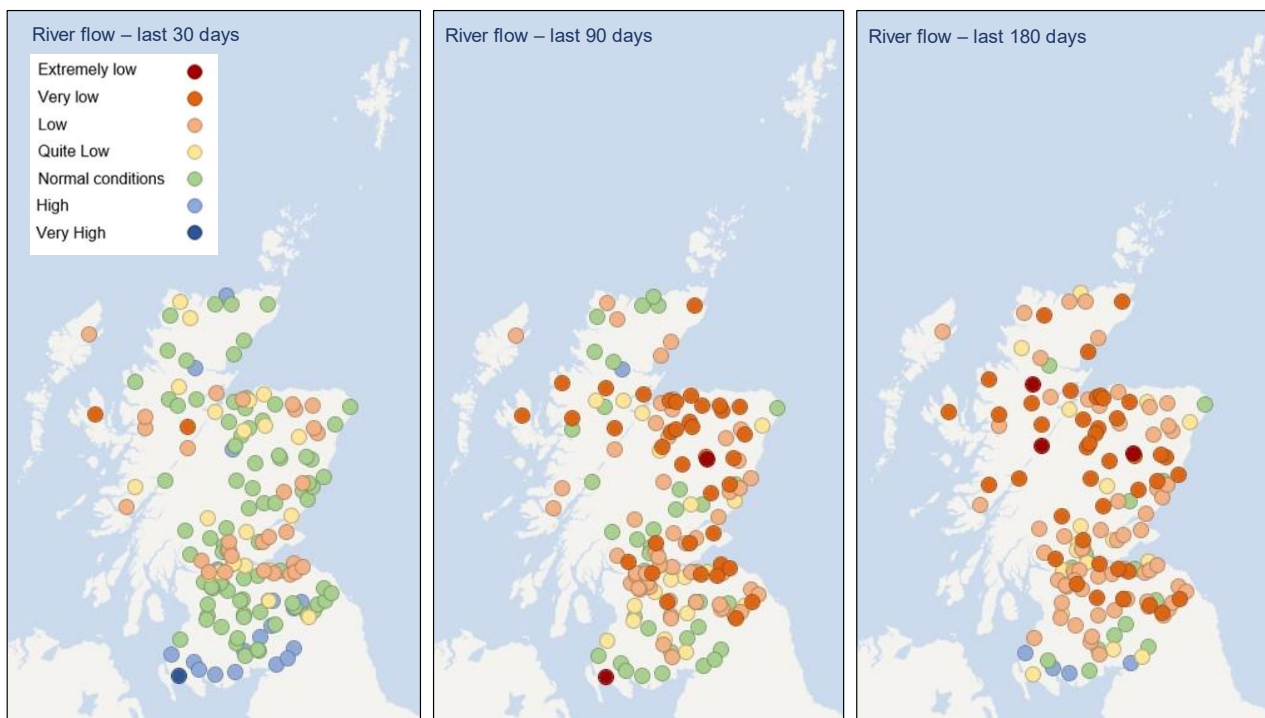 River flow – last 30 days
Extremely low
Very low
Low
Quite Low
Normal conditions
High
Very High
River flow – last 90 days
River flow – last 180 days